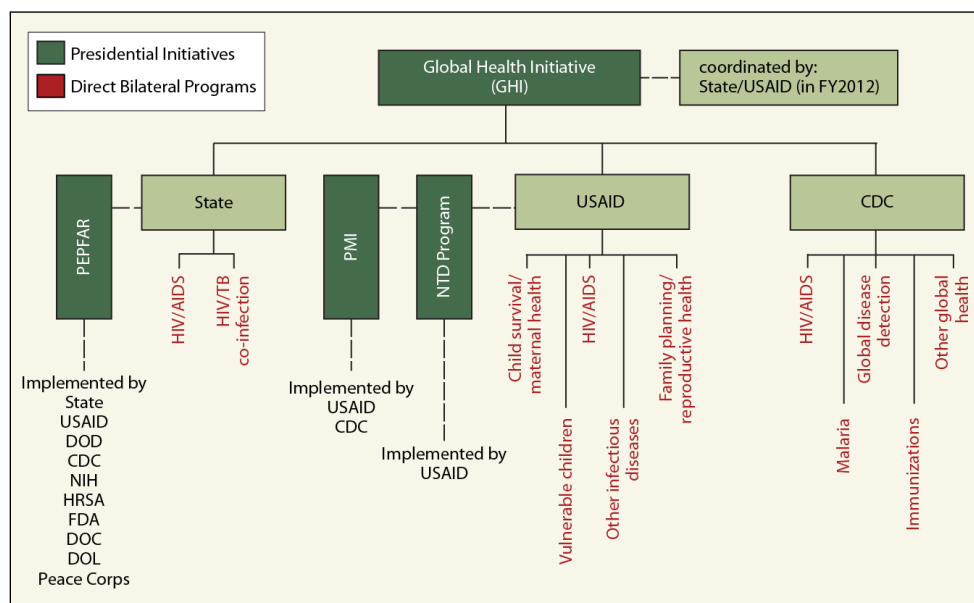 Presidential Initiatives
Direct Bilateral Programs
Global Health Initiative
(GHI)
coordinated by:
State/USAID (in FY2012)
PEPFAR
State
PMI
NTD Program
USAID
CDC
HIV/AIDS
HIV/TB
co-infection
Child survival/
maternal health
Vulnerable children
HIV/AIDS
Other infectious
diseases
Family planning/
reproductive health
HIV/AIDS
Malaria
Global disease
detection
Immunizations
Other global
health
Implemented by
State
USAID
DOD
CDC
NIH
HRSA
FDA
DOC
DOL
Peace Corps
Implemented by
USAID
CDC
Implemented by
USAID